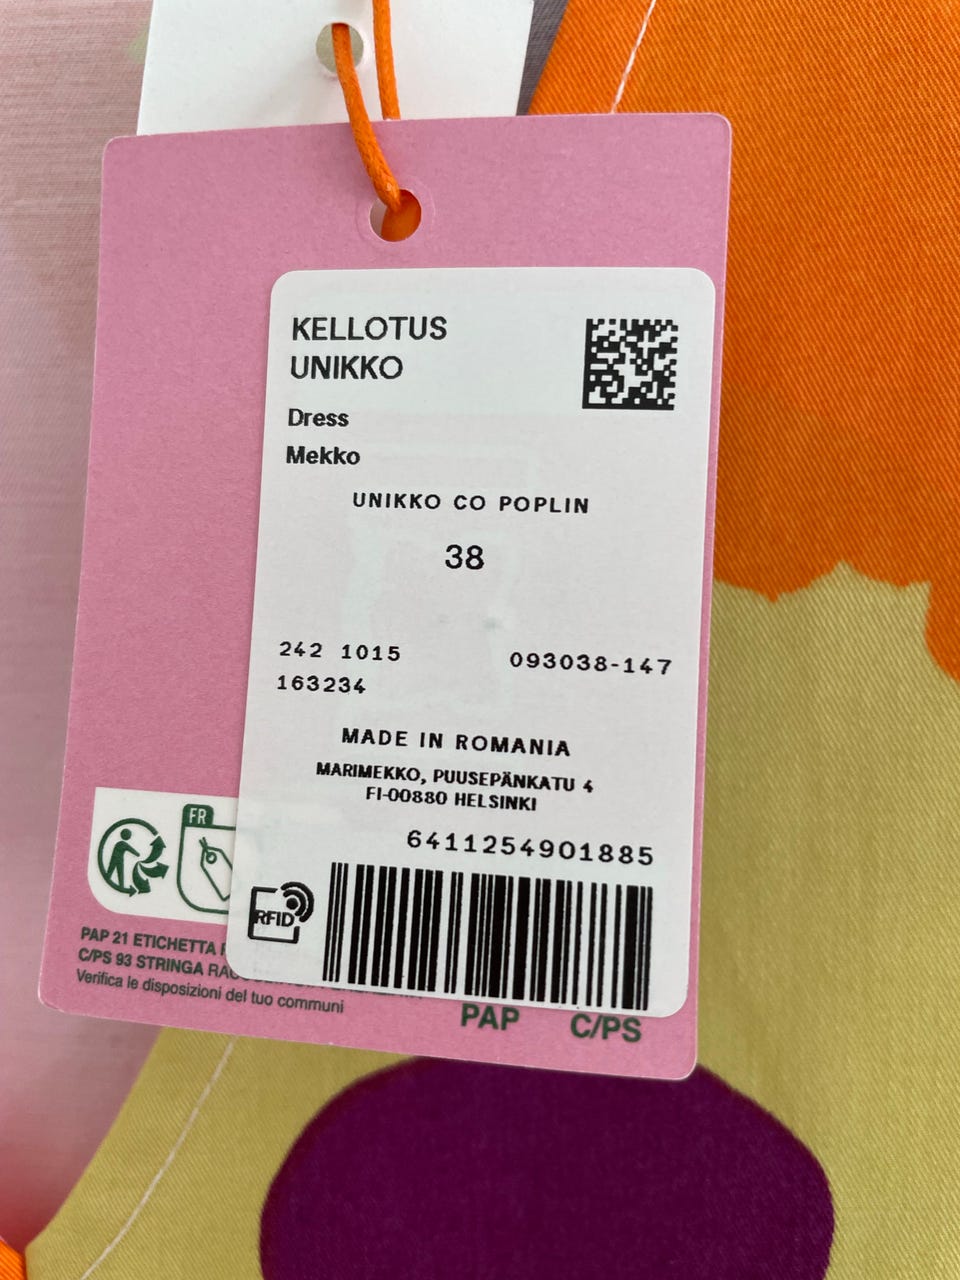 KELLOTUS
UNIKKO
Dress
Mekko
UNIKKO CO POPLIN
38
242 1015
093038-147
163234
MADE IN ROMANIA
MARIMEKKO, PUUSEPÄNKATU 4
FI-00880 HELSINKI
6411254901885
RFID
FR
PAP 21 ETICHETTA
C/PS 93 STRINGA
Verifica le disposizioni del tuo communi
PAP C/PS